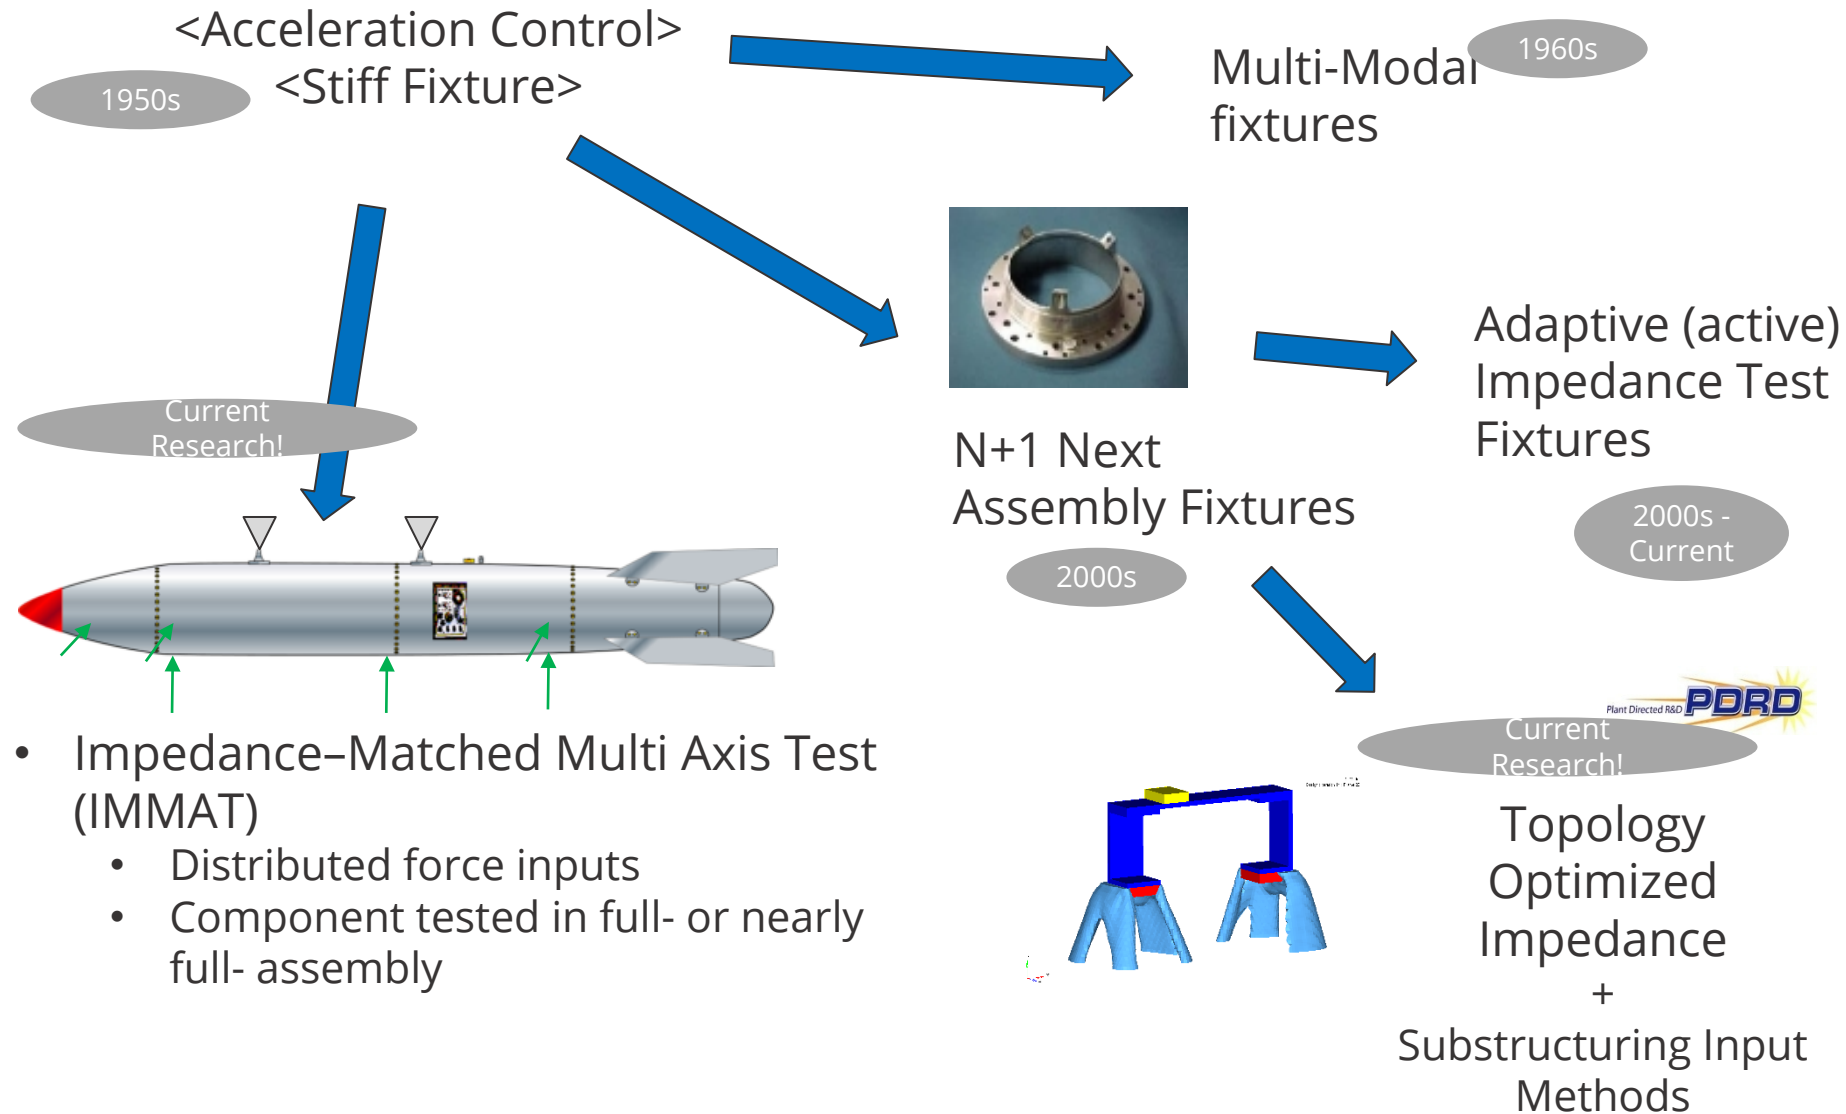 <Acceleration Control>
<Stiff Fixture>
1950s
Multi-Modal
fixtures
1960s
Current
Research!
N+1 Next
Assembly Fixtures
2000s
Adaptive (active)
Impedance Test
Fixtures
2000s -
Current
• Impedance–Matched Multi Axis Test
(IMMAT)
• Distributed force inputs
• Component tested in full- or nearly
full- assembly
Plant Directed R&D PDRD
Current
Research!
Topology
Optimized
Impedance
+
Substructuring Input
Methods